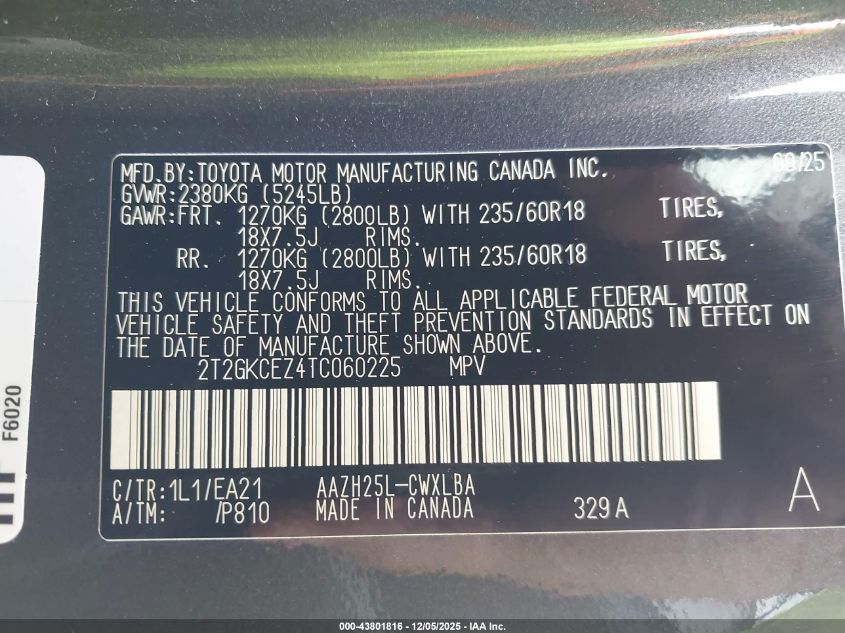 MFD.BY:TOYOTA MOTOR MANUFACTURING CANADA INC. 09/25
GVWR:2380KG (5245LB)
GAWR:FRT. 1270KG (2800LB) WITH 235/60R18 TIRES,
18X7.5J RIMS.
RR. 1270KG (2800LB) WITH 235/60R18 TIRES,
18X7.5J RIMS.
THIS VEHICLE CONFORMS TO ALL APPLICABLE FEDERAL MOTOR
VEHICLE SAFETY AND THEFT PREVENTION STANDARDS IN EFFECT ON
THE DATE OF MANUFACTURE SHOWN ABOVE.
2T2GKCEZ4TC060225 MPV
C/TR:1L1/EA21 AAZH25L-CWXLBA
A/TM: /P810 MADE IN CANADA 329A A
F6020
000-43801816 - 12/05/2025 - IAA Inc.